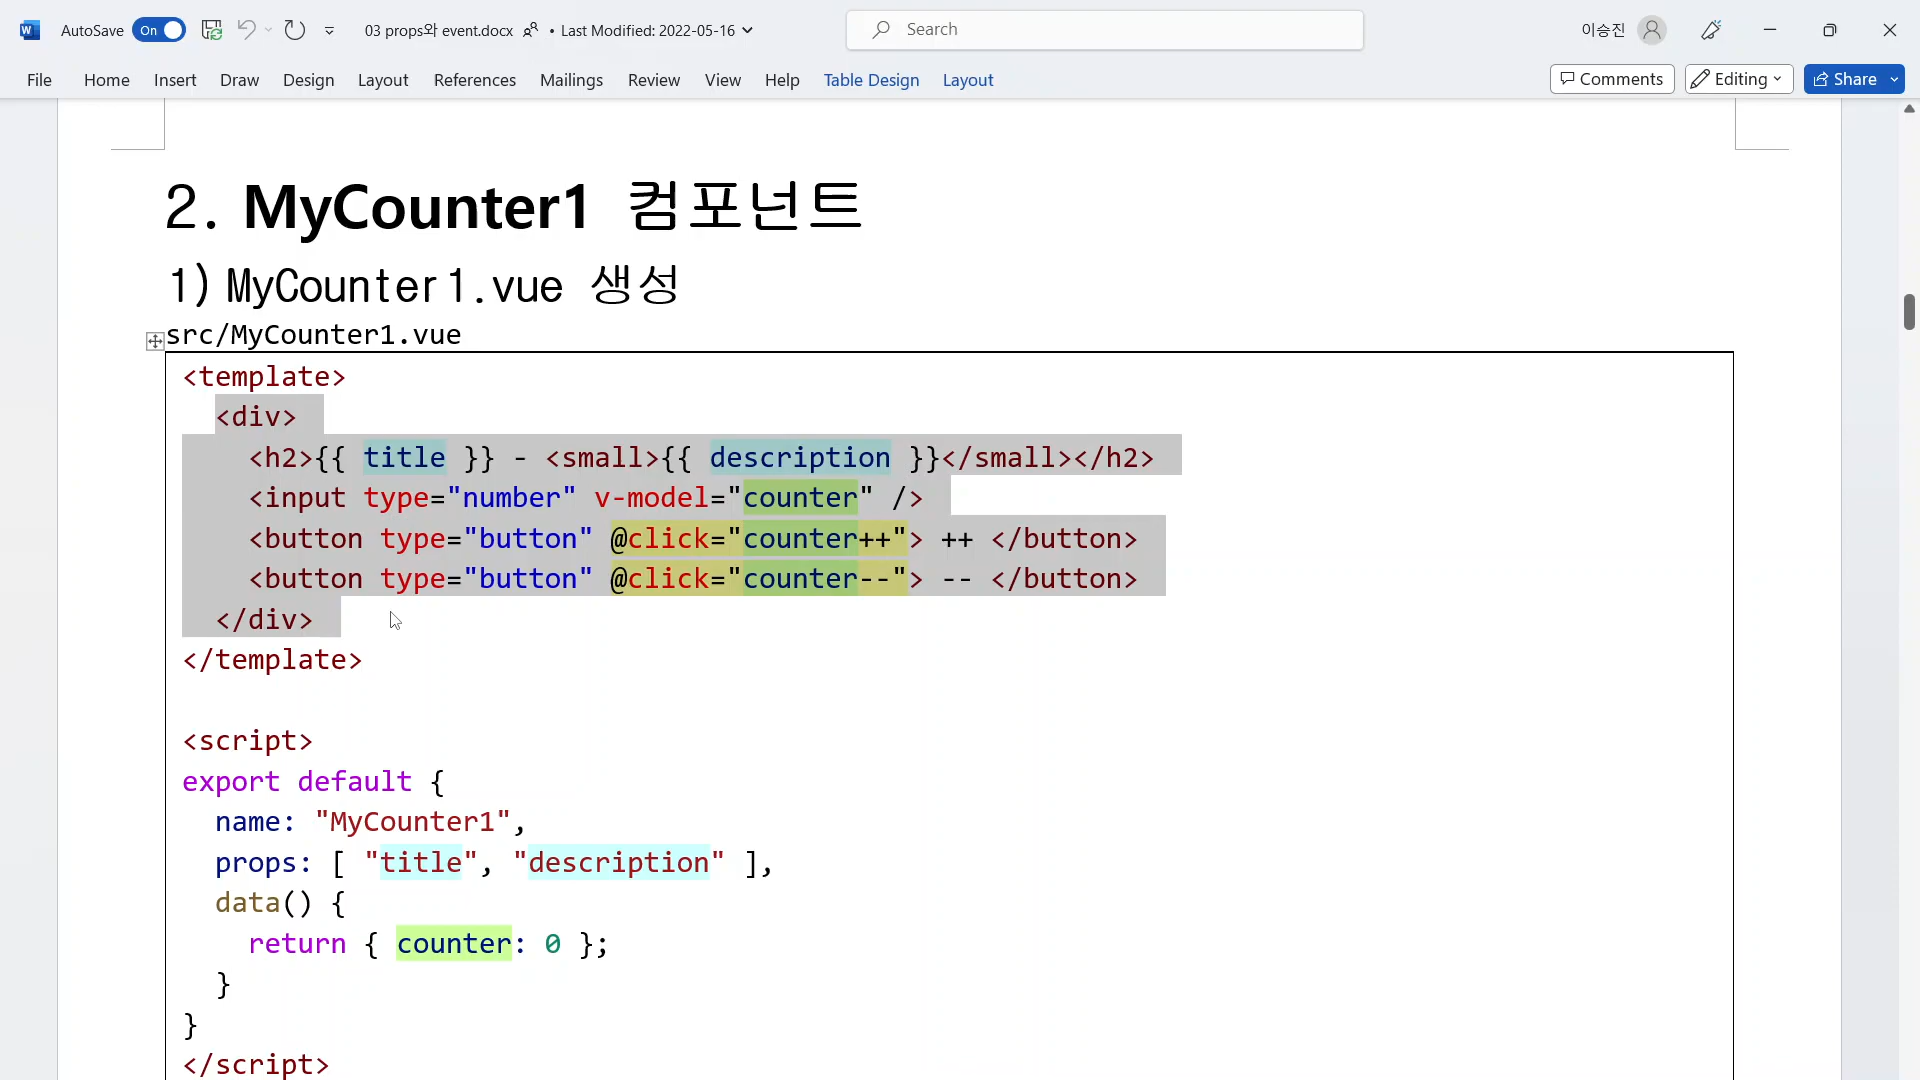 AutoSave On 03 props와 event.docx • Last Modified: 2022-05-16 Search 이승진
File Home Insert Draw Design Layout References Mailings Review View Help Table Design Layout Comments Editing Share
2. MyCounter1 컴포넌트
1) MyCounter1.vue 생성
src/MyCounter1.vue
<template>
<div>
<h2>{{ title }} - <small>{{ description }}</small></h2>
<input type="number" v-model="counter" />
<button type="button" @click="counter++"> ++ </button>
<button type="button" @click="counter--"> -- </button>
</div>
</template>
<script>
export default {
name: "MyCounter1",
props: [ "title", "description" ],
data() {
return { counter: 0 };
}
}
</script>